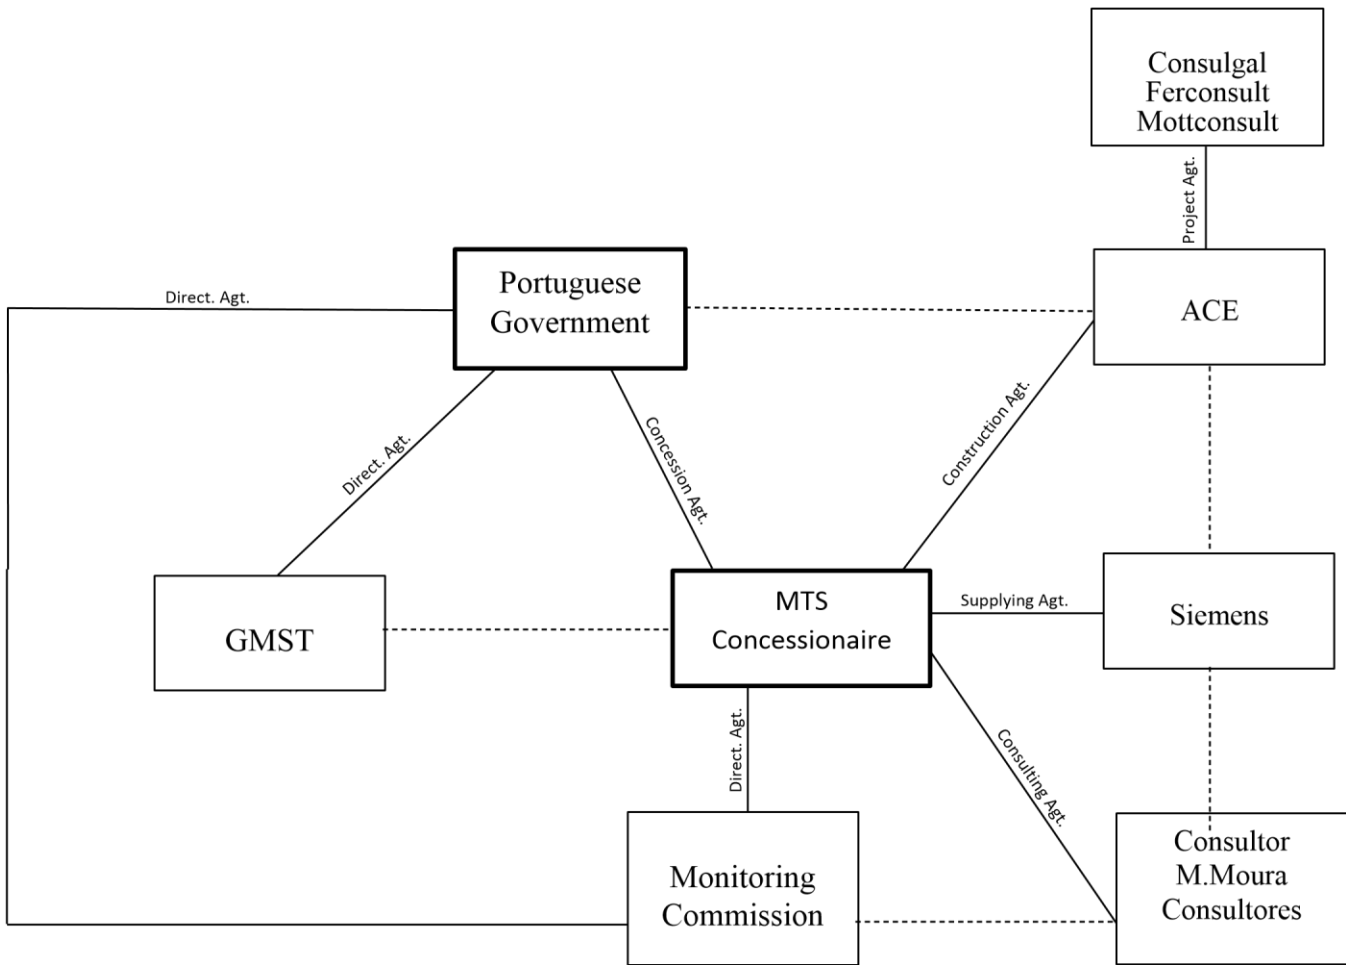 Consulgal
Ferconsult
Mottconsult
Project Agt.
Portuguese
Government
ACE
Direct. Agt.
Direct. Agt.
Concession Agt.
Construction Agt.
GMST
MTS
Concessionaire
Supplying Agt.
Siemens
Direct. Agt.
Consulting Agt.
Monitoring
Commission
Consultor
M.Moura
Consultores